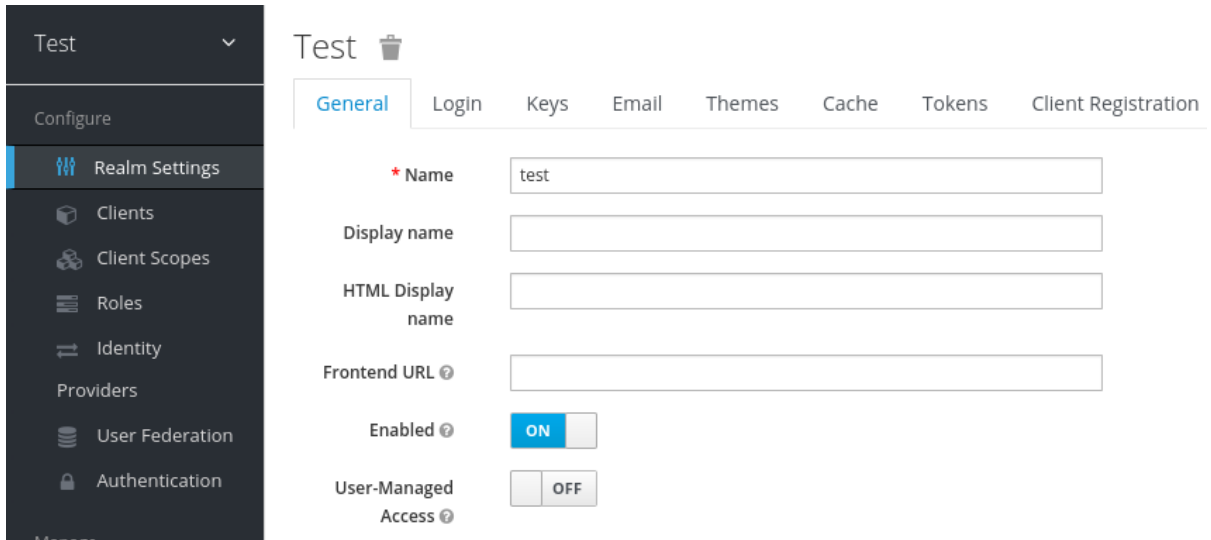 Test
Configure
Realm Settings
Clients
Client Scopes
Roles
Identity
Providers
User Federation
Authentication
Manage
Test
General Login Keys Email Themes Cache Tokens Client Registration
* Name test
Display name
HTML Display
name
Frontend URL
Enabled ON
User-Managed
Access OFF